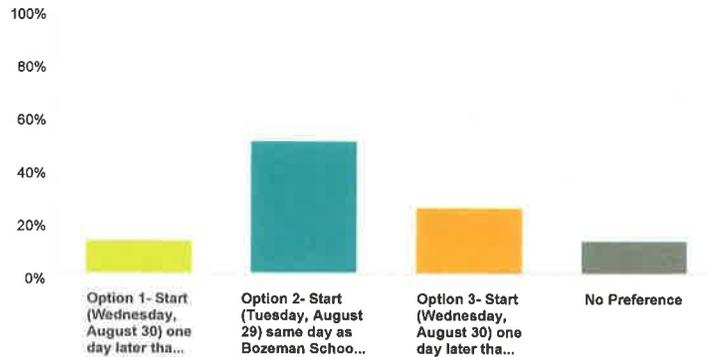 100%
80%
60%
40%
20%
0%
Option 1- Start
(Wednesday,
August 30) one
day later tha...
Option 2- Start
(Tuesday, August
29) same day as
Bozeman Schoo...
Option 3- Start
(Wednesday,
August 30) one
day later tha...
No Preference